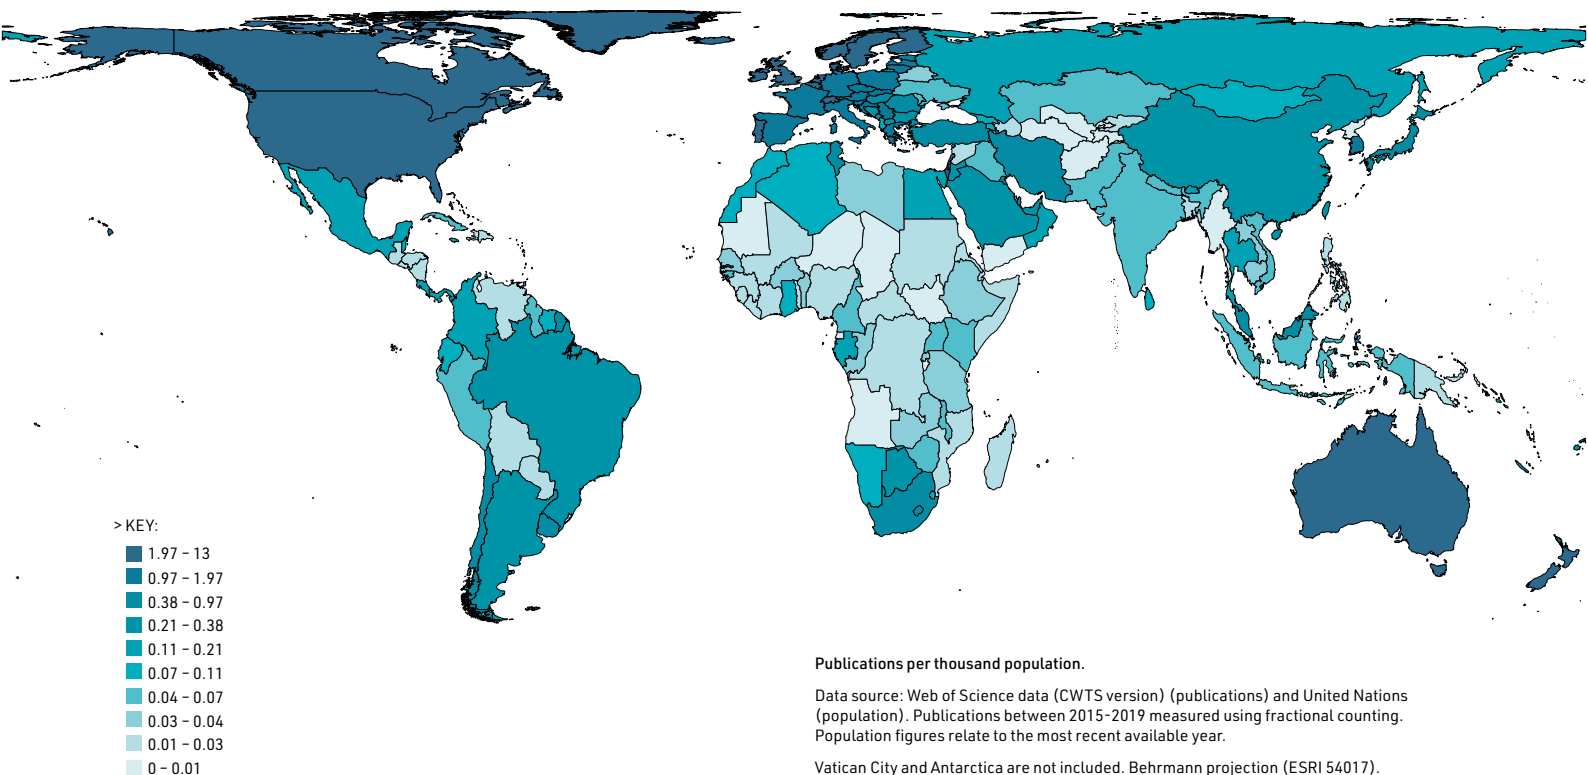 > KEY:
1.97 – 13
0.97 – 1.97
0.38 – 0.97
0.21 – 0.38
0.11 – 0.21
0.07 – 0.11
0.04 – 0.07
0.03 – 0.04
0.01 – 0.03
0 – 0.01
Publications per thousand population.
Data source: Web of Science data (CWTS version) (publications) and United Nations
(population). Publications between 2015-2019 measured using fractional counting.
Population figures relate to the most recent available year.
Vatican City and Antarctica are not included. Behrmann projection (ESRI 54017).